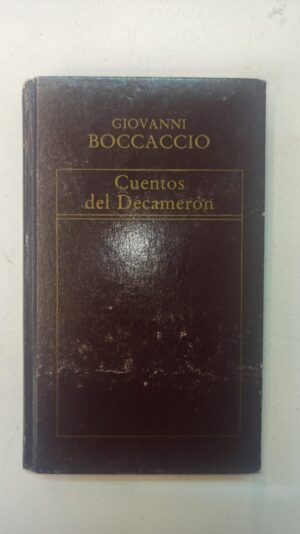 GIOVANNI
BOCCACCIO
Cuentos
del Decamerón